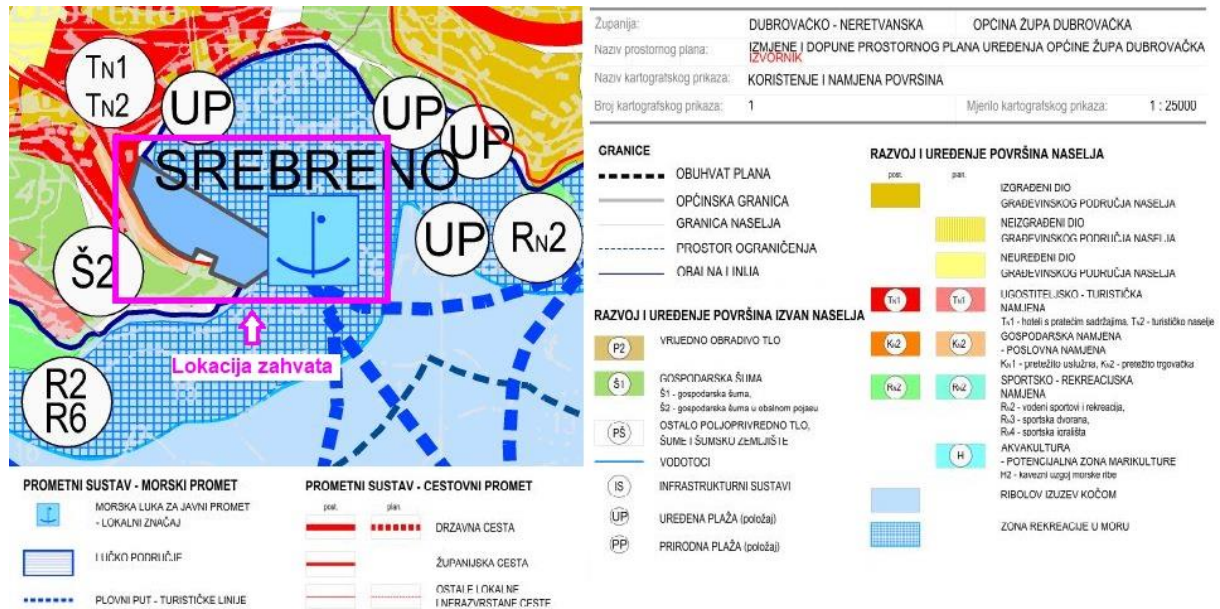 TN1
TN2
UP
UP
UP
SREBRENO
UP
RN2
Š2
Lokacija zahvata
R2
R6
PROMETNI SUSTAV - MORSKI PROMET
MORSKA LUKA ZA JAVNI PROMET
- LOKALNI ZNAČAJ
LUČKO PODRUČJE
PLOVNI PUT - TURISTIČKE LINIJE
PROMETNI SUSTAV - CESTOVNI PROMET
post. plan.
DRŽAVNA CESTA
ŽUPANIJSKA CESTA
OSTALE LOKALNE
I NERAZVRSTANE CESTE
Županija: DUBROVAČKO - NERETVANSKA OPĆINA ŽUPA DUBROVAČKA
Naziv prostornog plana: IZMJENE I DOPUNE PROSTORNOG PLANA UREĐENJA OPĆINE ŽUPA DUBROVAČKA
IZVORNIK
Naziv kartografskog prikaza: KORIŠTENJE I NAMJENA POVRŠINA
Broj kartografskog prikaza: 1 Mjerilo kartografskog prikaza: 1 : 25000
GRANICE
OBUHVAT PLANA
OPĆINSKA GRANICA
GRANICA NASELJA
PROSTOR OGRANIČENJA
OBALNA LINIJA
RAZVOJ I UREĐENJE POVRŠINA IZVAN NASELJA
P2 VRIJEDNO OBRADIVO TLO
Š1 GOSPODARSKA ŠUMA
Š1 - gospodarska šuma,
Š2 - gospodarska šuma u obalnom pojasu
PŠ OSTALO POLJOPRIVREDNO TLO,
ŠUME I ŠUMSKO ZEMLJIŠTE
VODOTOCI
IS INFRASTRUKTURNI SUSTAVI
UP UREĐENA PLAŽA (položaj)
PP PRIRODNA PLAŽA (položaj)
RAZVOJ I UREĐENJE POVRŠINA NASELJA
post. plan.
IZGRAĐENI DIO
GRAĐEVINSKOG PODRUČJA NASELJA
NEIZGRAĐENI DIO
GRAĐEVINSKOG PODRUČJA NASELJA
NEUREĐENI DIO
GRAĐEVINSKOG PODRUČJA NASELJA
TN1 TN1 UGOSTITELJSKO - TURISTIČKA
NAMJENA
TN1 - hoteli s pratećim sadržajima, TN2 - turističko naselje
KN2 KN2 GOSPODARSKA NAMJENA
- POSLOVNA NAMJENA
KN1 - pretežito uslužna, KN2 - pretežito trgovačka
RN2 RN2 SPORTSKO - REKREACIJSKA
NAMJENA
RN2 - vodeni sportovi i rekreacija,
RN3 - sportska dvorana,
RN4 - sportska igrališta
H AKVAKULTURA
- POTENCIJALNA ZONA MARIKULTURE
H2 - kavezni uzgoj morske ribe
RIBOLOV IZUZEV KOČOM
ZONA REKREACIJE U MORU